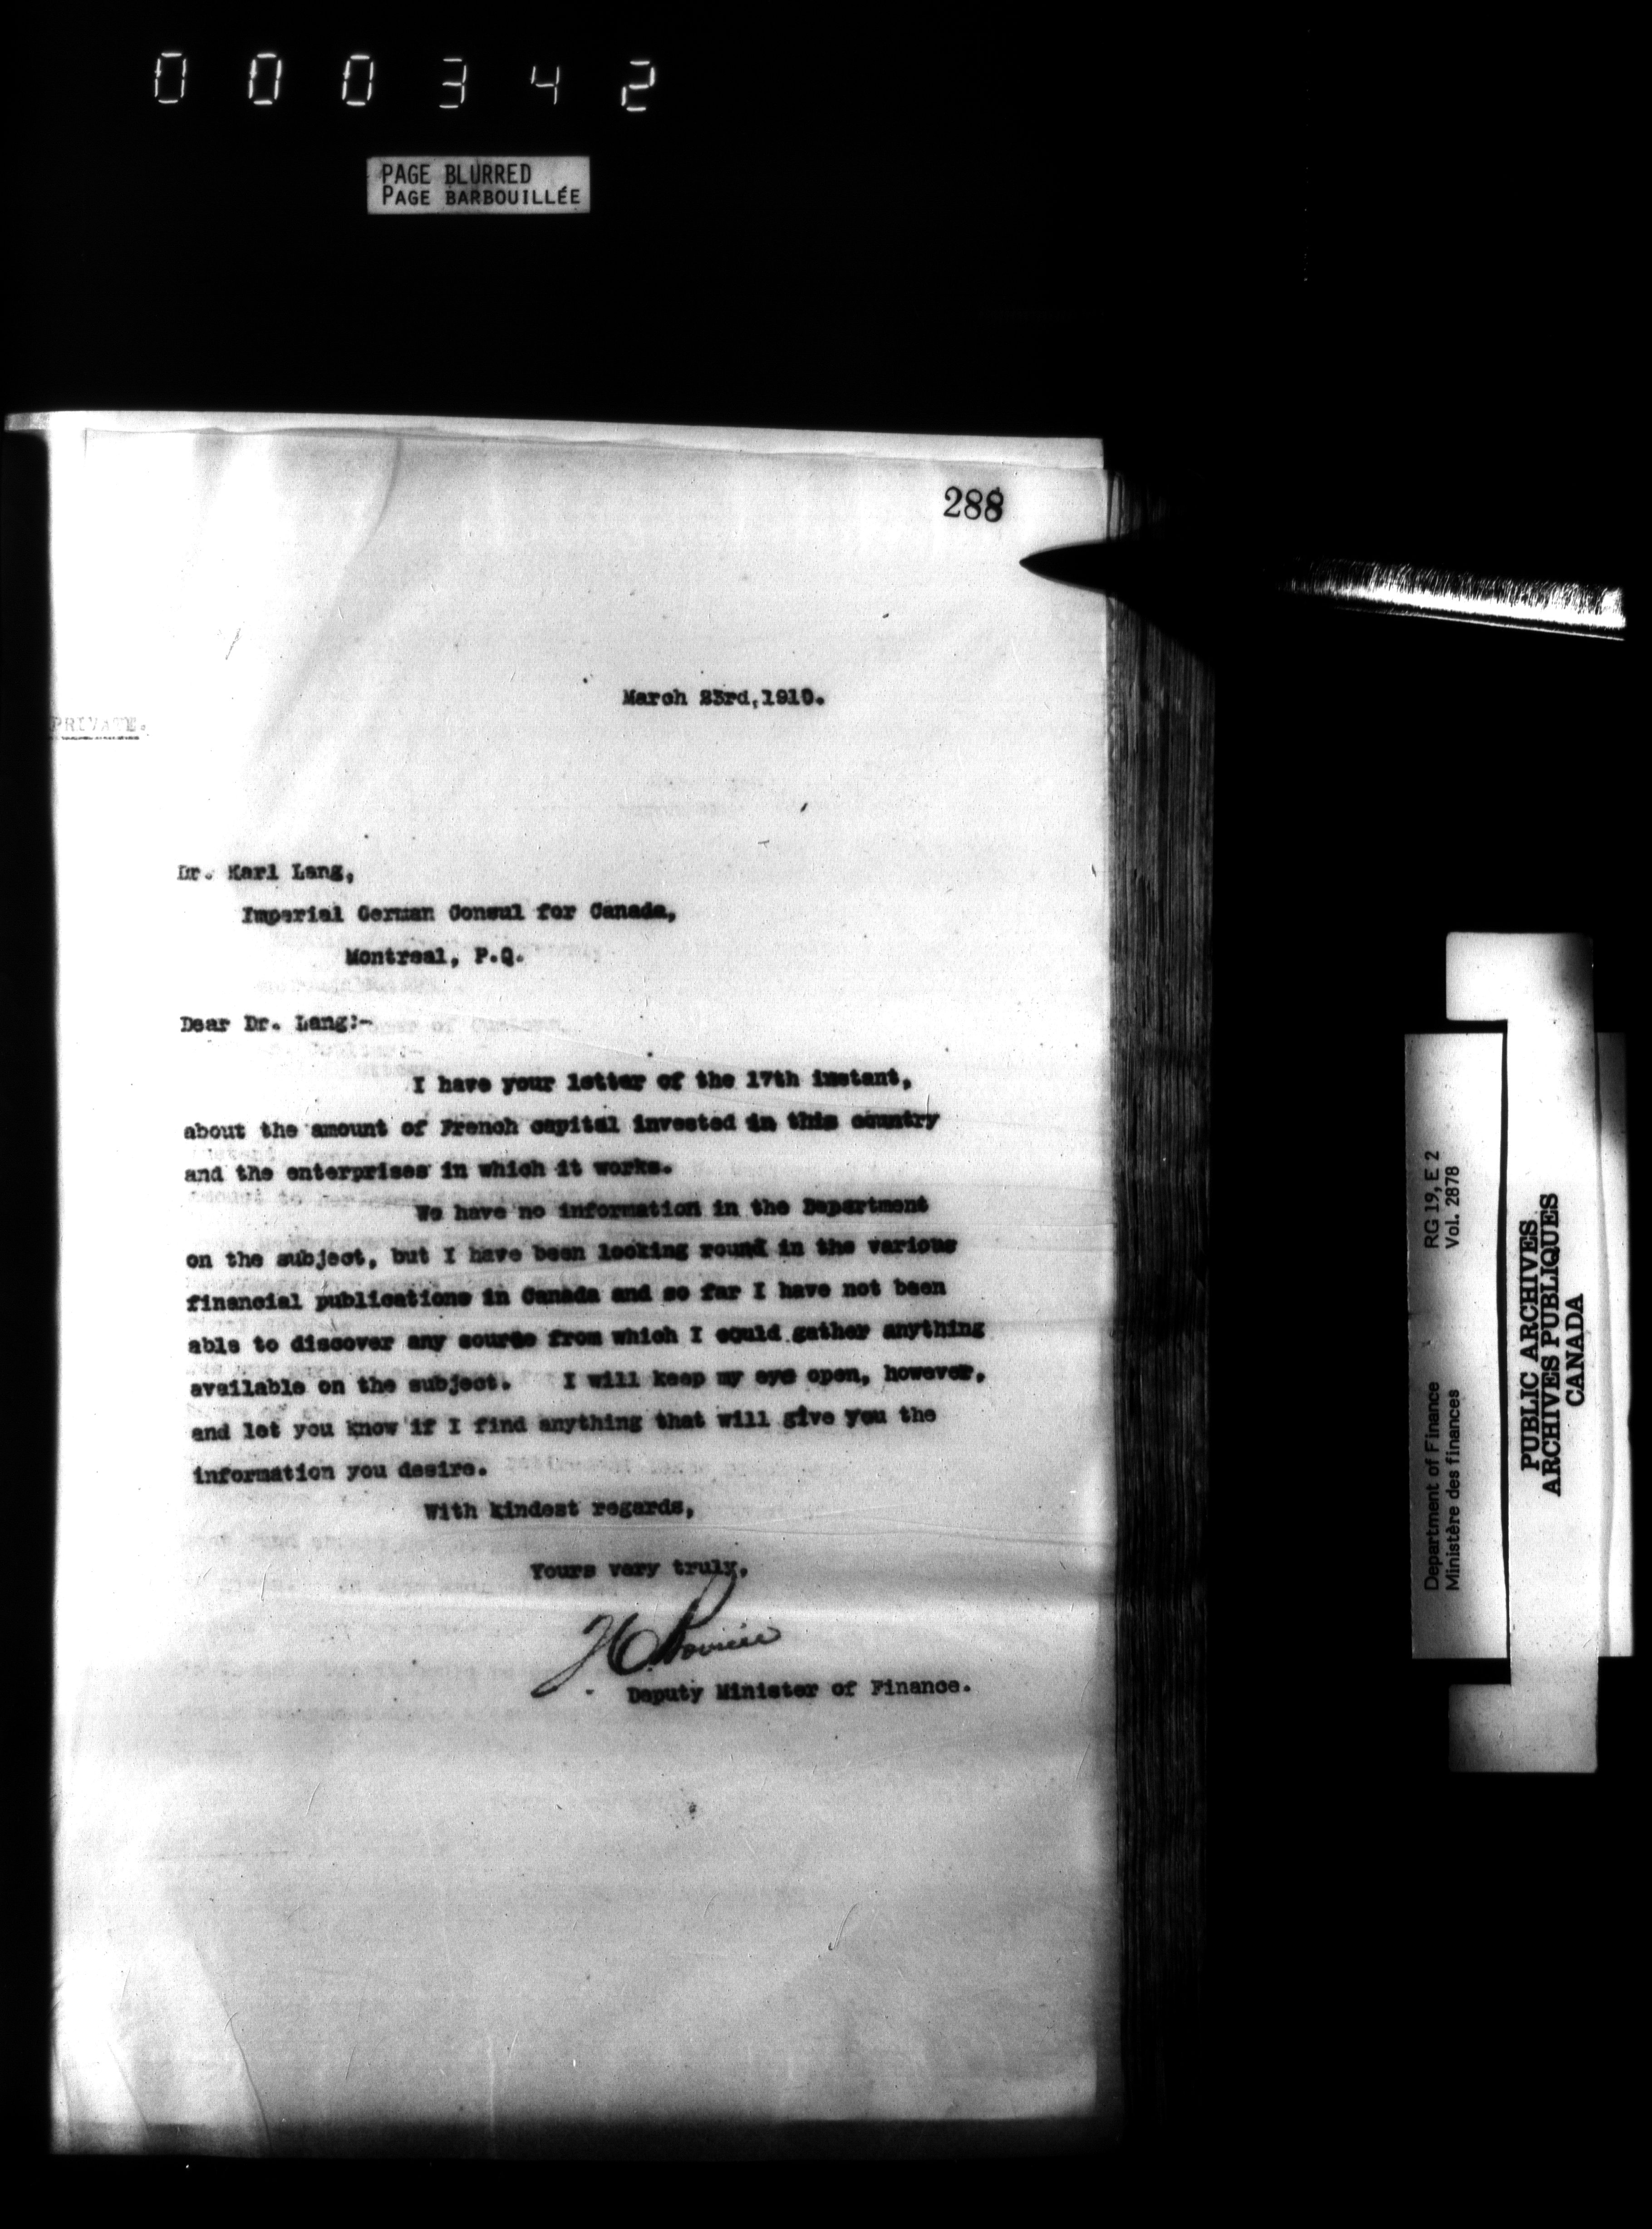 000342
PAGE BLURRED
PAGE BARBOUILLÉE
288
March 23rd,1910.
PRIVATE.
Dr. Karl Lang,
Imperial German Consul for Canada,
Montreal, P.Q.
Dear Dr. Lang:-
I have your letter of the 17th instant,
about the amount of French capital invested in this country
and the enterprises in which it works.
We have no information in the Department
on the subject, but I have been looking round in the various
financial publications in Canada and so far I have not been
able to discover any source from which I could gather anything
available on the subject. I will keep my eye open, however,
and let you know if I find anything that will give you the
information you desire.
With kindest regards,
Yours very truly,
Deputy Minister of Finance.
Department of Finance
Ministère des finances
RG 19, E 2
Vol. 2878
PUBLIC ARCHIVES
ARCHIVES PUBLIQUES
CANADA